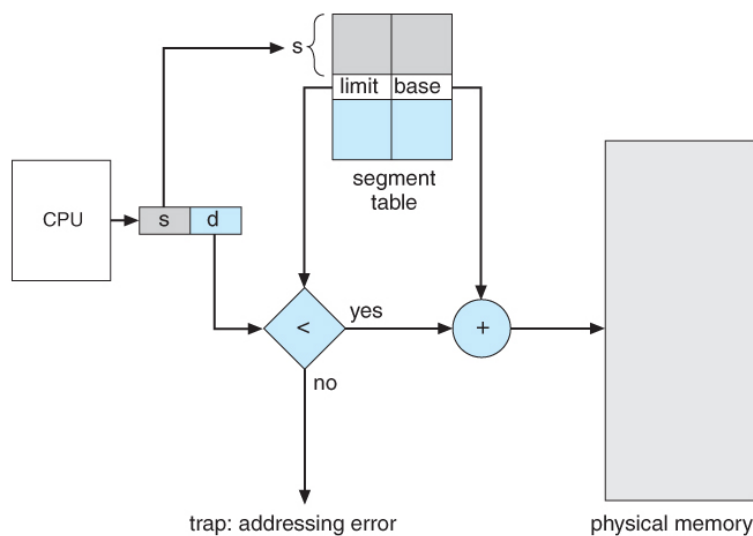 s
limit base
segment
table
CPU
s d
<
yes
+
no
trap: addressing error
physical memory